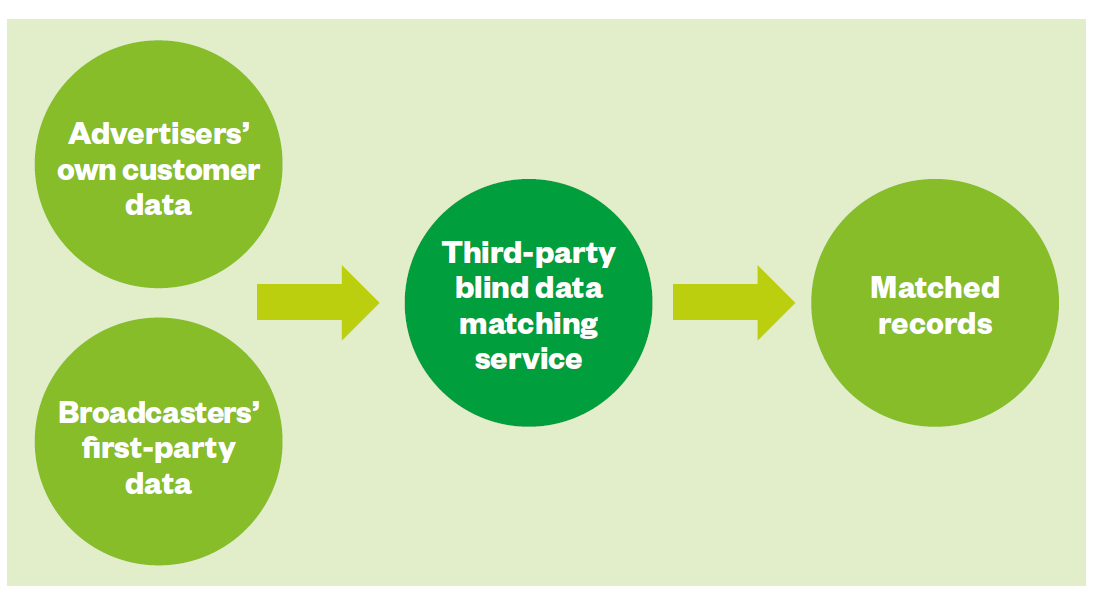 Advertisers’
own customer
data
Broadcasters’
first-party
data
Third-party
blind data
matching
service
Matched
records